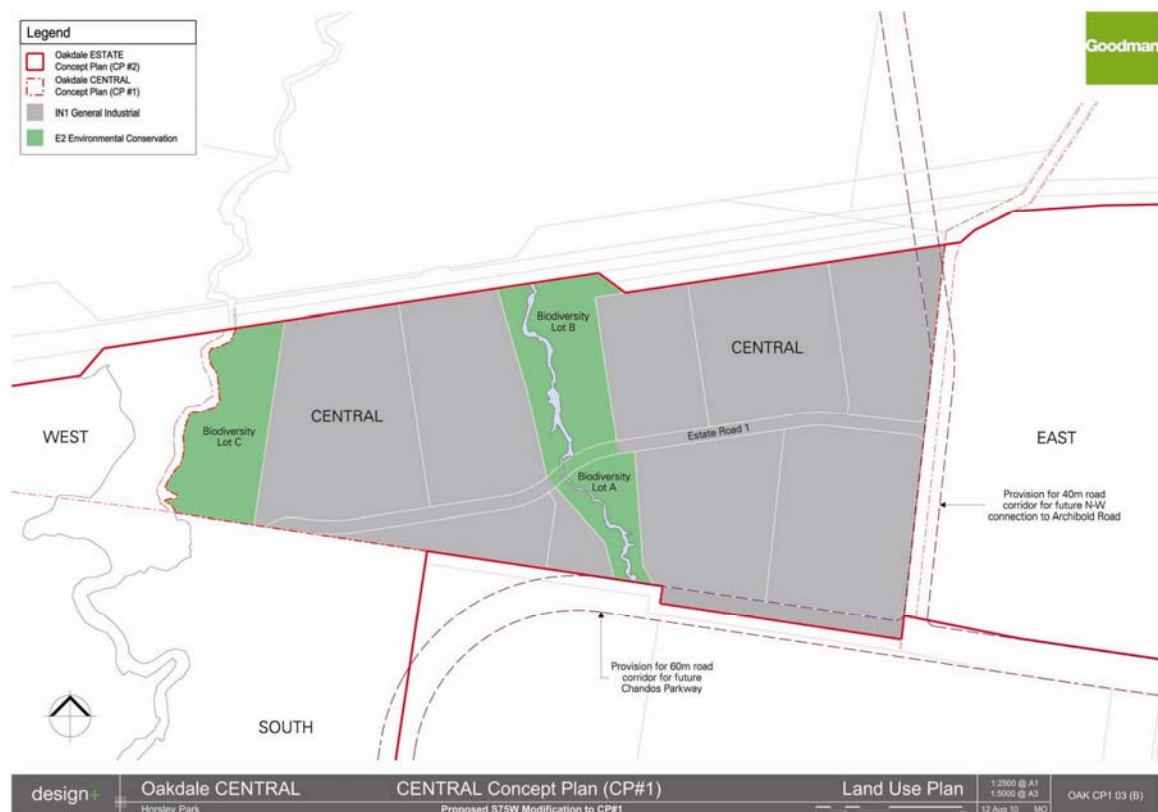 Legend
Oakdale ESTATE
Concept Plan (CP #2)
Oakdale CENTRAL
Concept Plan (CP #1)
IN1 General Industrial
E2 Environmental Conservation
Goodman
Biodiversity
Lot B
CENTRAL
CENTRAL
WEST
Biodiversity
Lot C
Estate Road 1
EAST
Biodiversity
Lot A
Provision for 40m road
corridor for future N-W
connection to Archibold Road
Provision for 60m road
corridor for future
Chandos Parkway
SOUTH
design+
Oakdale CENTRAL
Horsley Park
CENTRAL Concept Plan (CP#1)
Proposed S75W Modification to CP#1
Land Use Plan
1:2500 @ A1
1:5000 @ A3
12 Aug 10 MO
OAK CP1 03 (B)